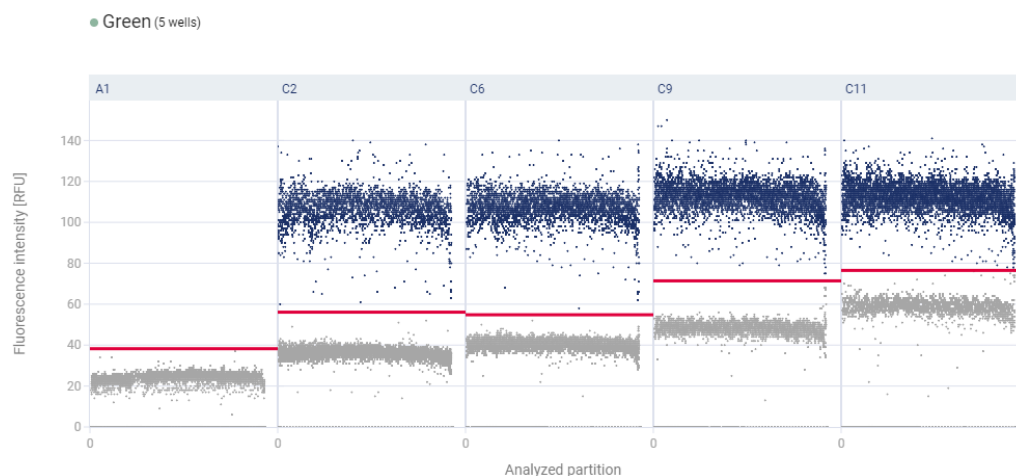 Green (5 wells)
A1 C2 C6 C9 C11
Fluorescence intensity [RFU]
140
120
100
80
60
40
20
0
0 0 0 0 0
Analyzed partition